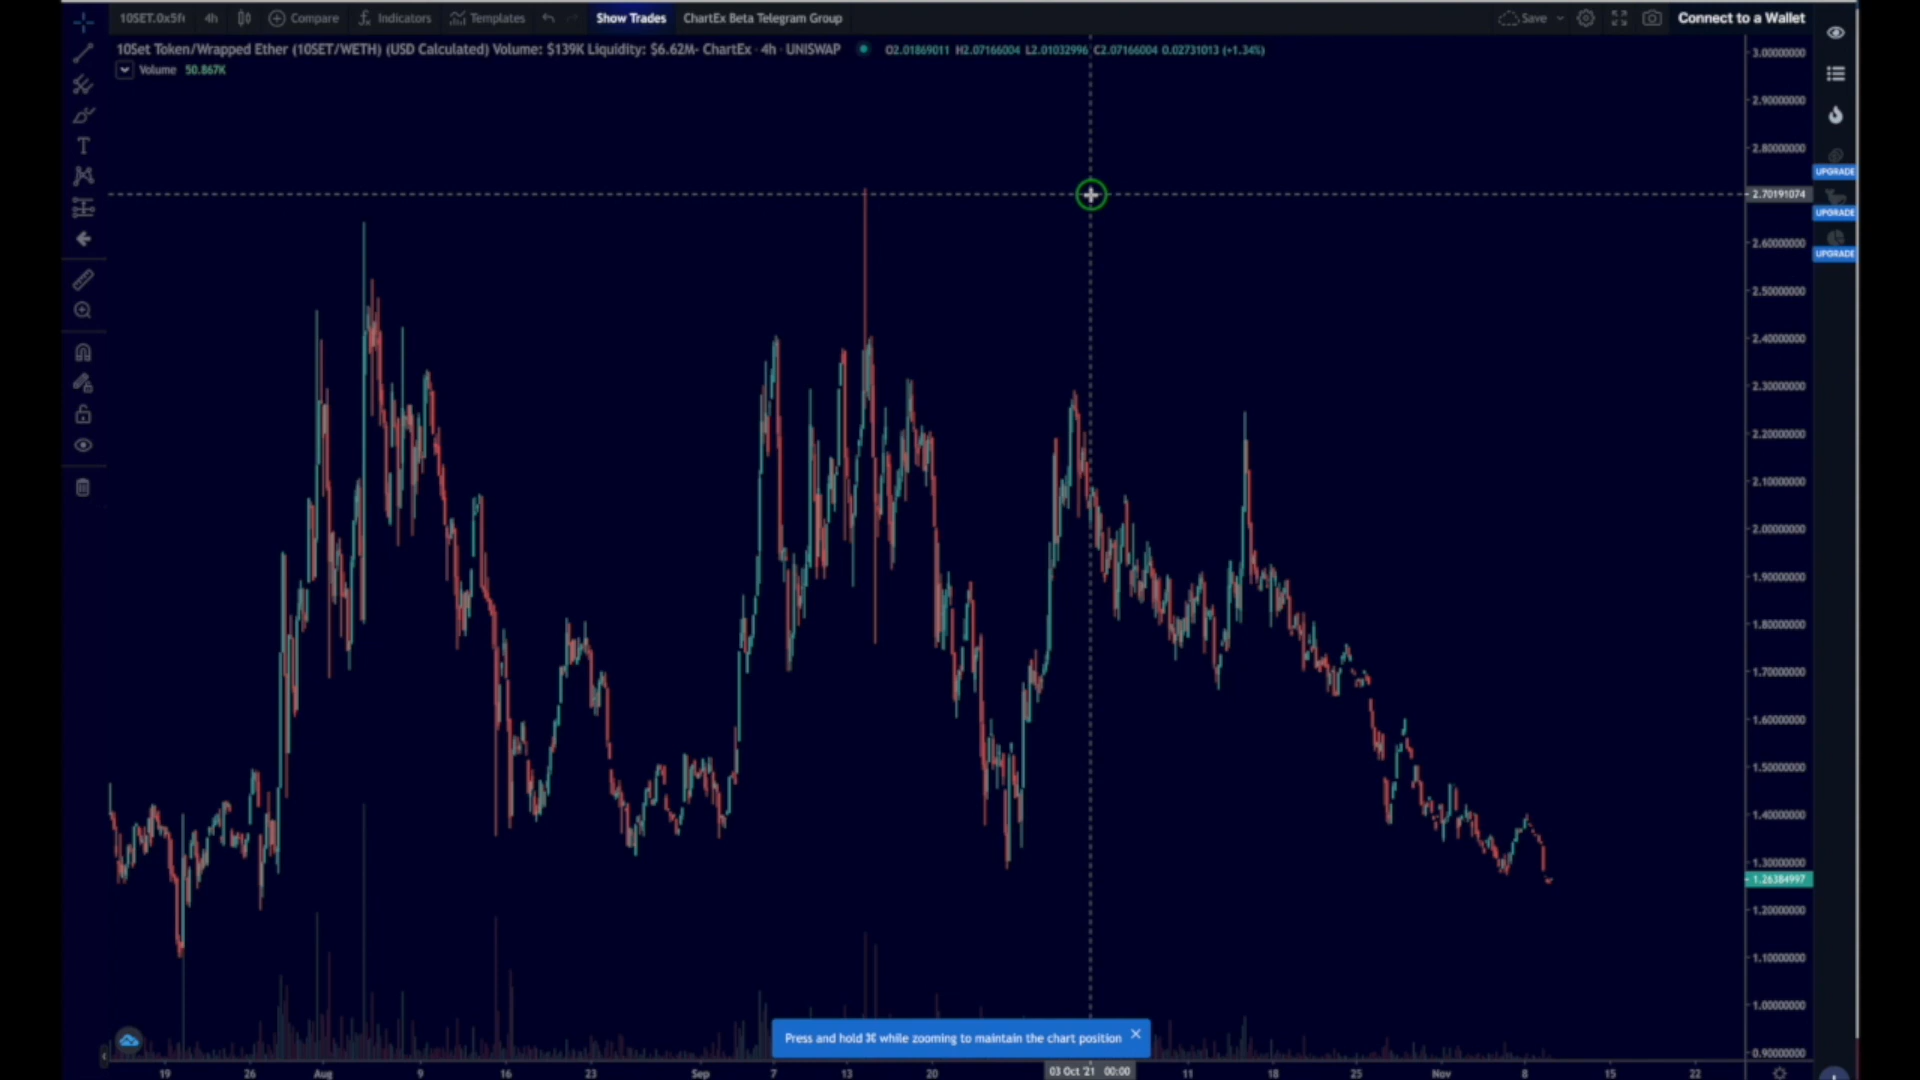 10SET.0x5f 4h Compare Indicators Templates Show Trades ChartEx Beta Telegram Group Save Connect to a Wallet
10Set Token/Wrapped Ether (10SET/WETH) (USD Calculated) Volume: $139K Liquidity: $6.62M- ChartEx · 4h · UNISWAP O2.01869011 H2.07166004 L2.01032996 C2.07166004 0.02731013 (+1.34%)
Volume 50.867K
3.00000000
2.90000000
2.80000000
2.70191074
2.60000000
2.50000000
2.40000000
2.30000000
2.20000000
2.10000000
2.00000000
1.90000000
1.80000000
1.70000000
1.60000000
1.50000000
1.40000000
1.30000000
1.26384997
1.20000000
1.10000000
1.00000000
0.90000000
UPGRADE
UPGRADE
UPGRADE
Press and hold ⌘ while zooming to maintain the chart position
19 26 Aug 9 16 23 Sep 7 13 20 03 Oct '21 00:00 11 18 25 Nov 8 15 22